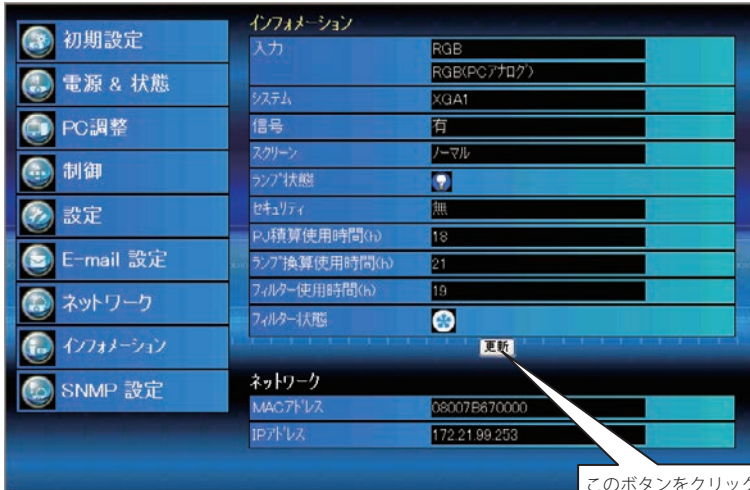 初期設定
電源 & 状態
PC調整
制御
設定
E-mail 設定
ネットワーク
インフォメーション
SNMP 設定
インフォメーション
入力 RGB
RGB(PCアナログ)
システム XGA1
信号 有
スクリーン ノーマル
ランプ状態
セキュリティ 無
PJ積算使用時間(h) 18
ランプ換算使用時間(h) 21
フィルター使用時間(h) 19
フィルター状態
更新
ネットワーク
MACアドレス 08007B670000
IPアドレス 172.21.99.253
このボタンをクリック